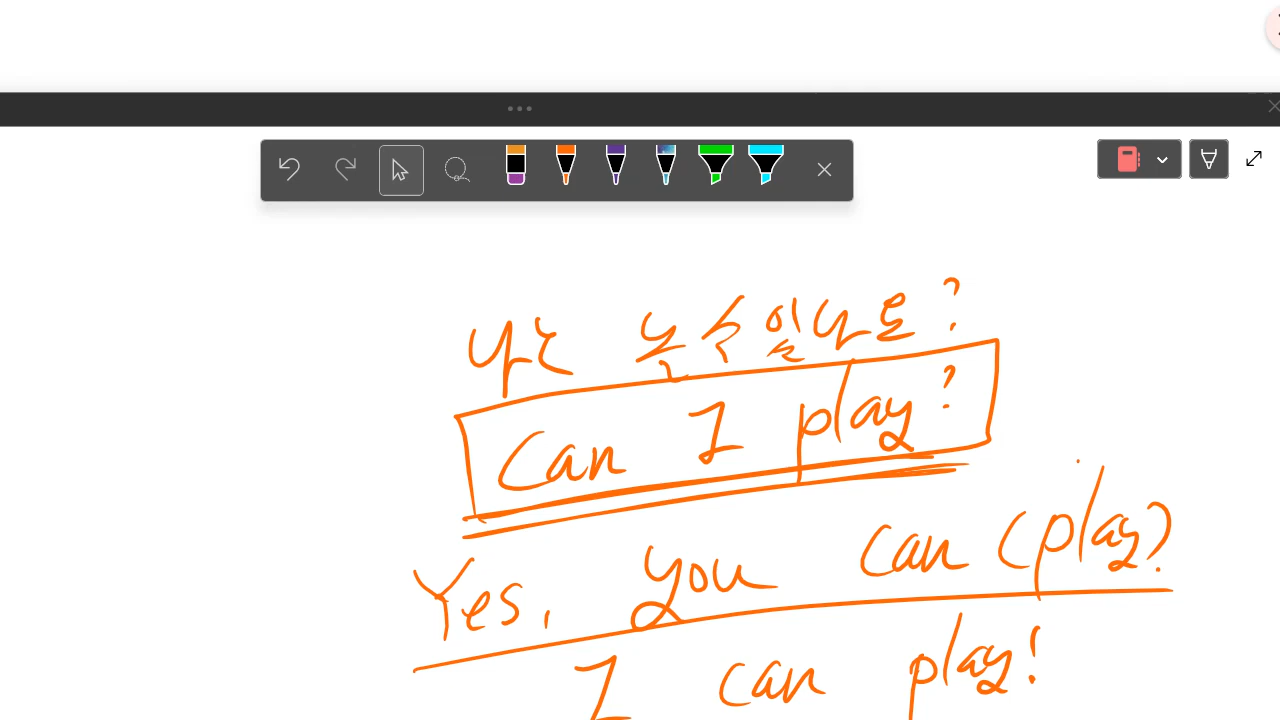 나는 놀수있나요?
Can I play?
Yes, you can (play).
I can play!